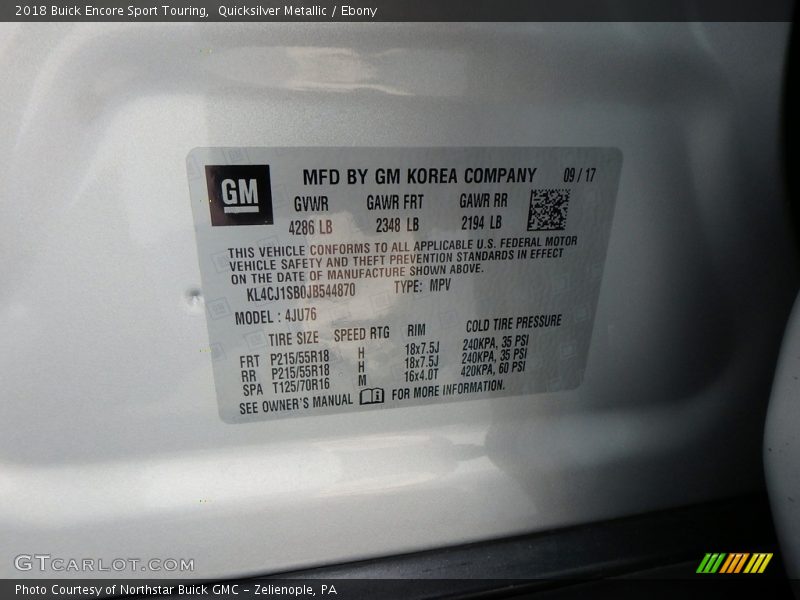 2018 Buick Encore Sport Touring, Quicksilver Metallic / Ebony
GM
MFD BY GM KOREA COMPANY 09 / 17
GVWR GAWR FRT GAWR RR
4286 LB 2348 LB 2194 LB
THIS VEHICLE CONFORMS TO ALL APPLICABLE U.S. FEDERAL MOTOR
VEHICLE SAFETY AND THEFT PREVENTION STANDARDS IN EFFECT
ON THE DATE OF MANUFACTURE SHOWN ABOVE.
KL4CJ1SB0JB544870 TYPE: MPV
MODEL : 4JU76
TIRE SIZE SPEED RTG RIM COLD TIRE PRESSURE
FRT P215/55R18 H 18x7.5J 240KPA, 35 PSI
RR P215/55R18 H 18x7.5J 240KPA, 35 PSI
SPA T125/70R16 M 16x4.0T 420KPA, 60 PSI
SEE OWNER'S MANUAL FOR MORE INFORMATION.
GTCARLOT.COM
Photo Courtesy of Northstar Buick GMC – Zelienople, PA